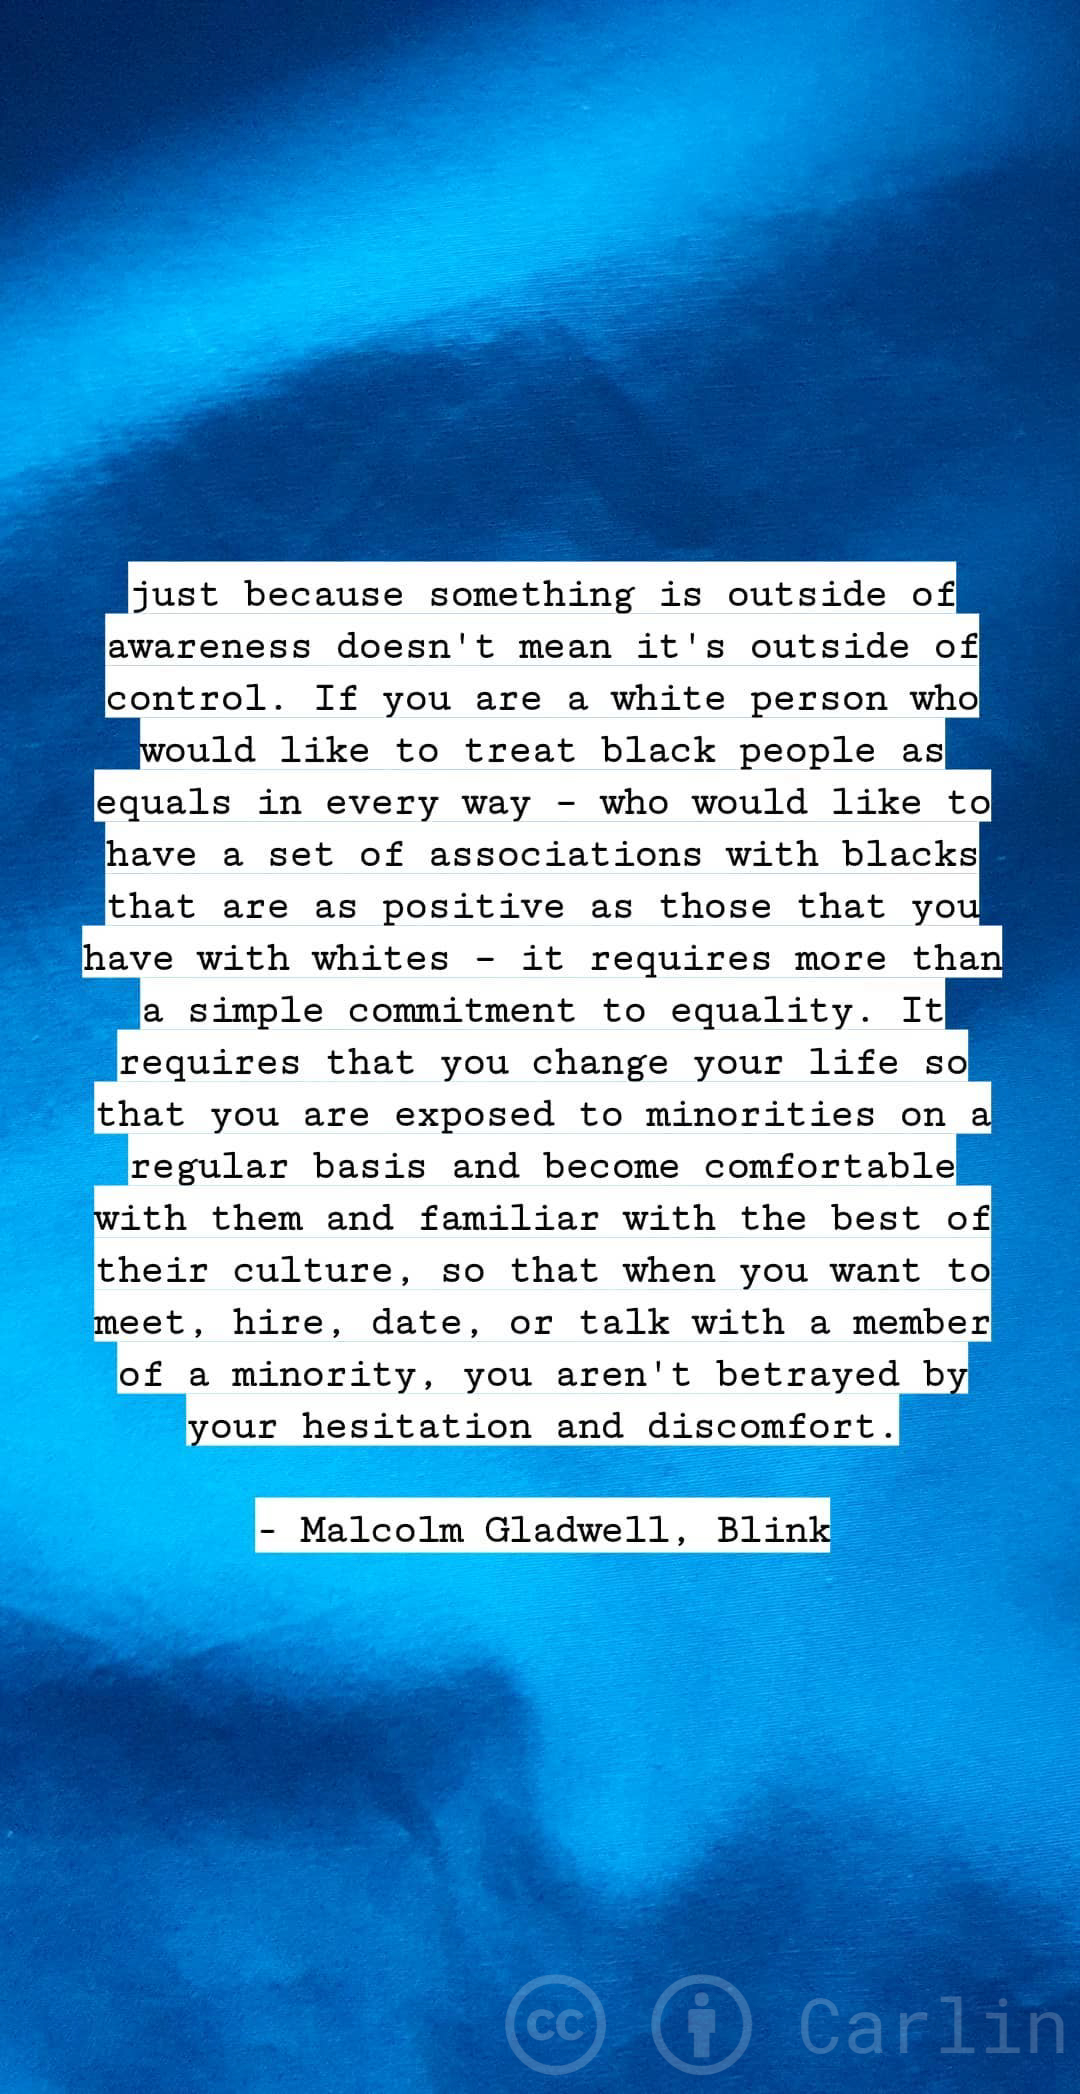 just because something is outside of
awareness doesn't mean it's outside of
control. If you are a white person who
would like to treat black people as
equals in every way – who would like to
have a set of associations with blacks
that are as positive as those that you
have with whites – it requires more than
a simple commitment to equality. It
requires that you change your life so
that you are exposed to minorities on a
regular basis and become comfortable
with them and familiar with the best of
their culture, so that when you want to
meet, hire, date, or talk with a member
of a minority, you aren't betrayed by
your hesitation and discomfort.
- Malcolm Gladwell, Blink
cc Carlin